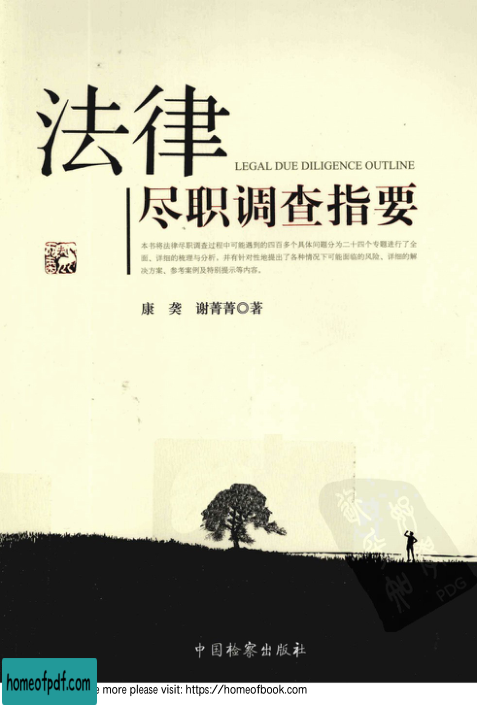 法律
LEGAL DUE DILIGENCE OUTLINE
尽职调查指要
本书将法律尽职调查过程中可能遇到的四百多个具体问题分为二十四个专题进行了全
面、详细的梳理与分析，并有针对性地提出了各种情况下可能面临的风险、详细的解
决方案、参考案例及特别提示等内容。
康 龚 谢菁菁◎著
PDG
中国检察出版社
homeofpdf.com
e more please visit: https://homeofbook.com